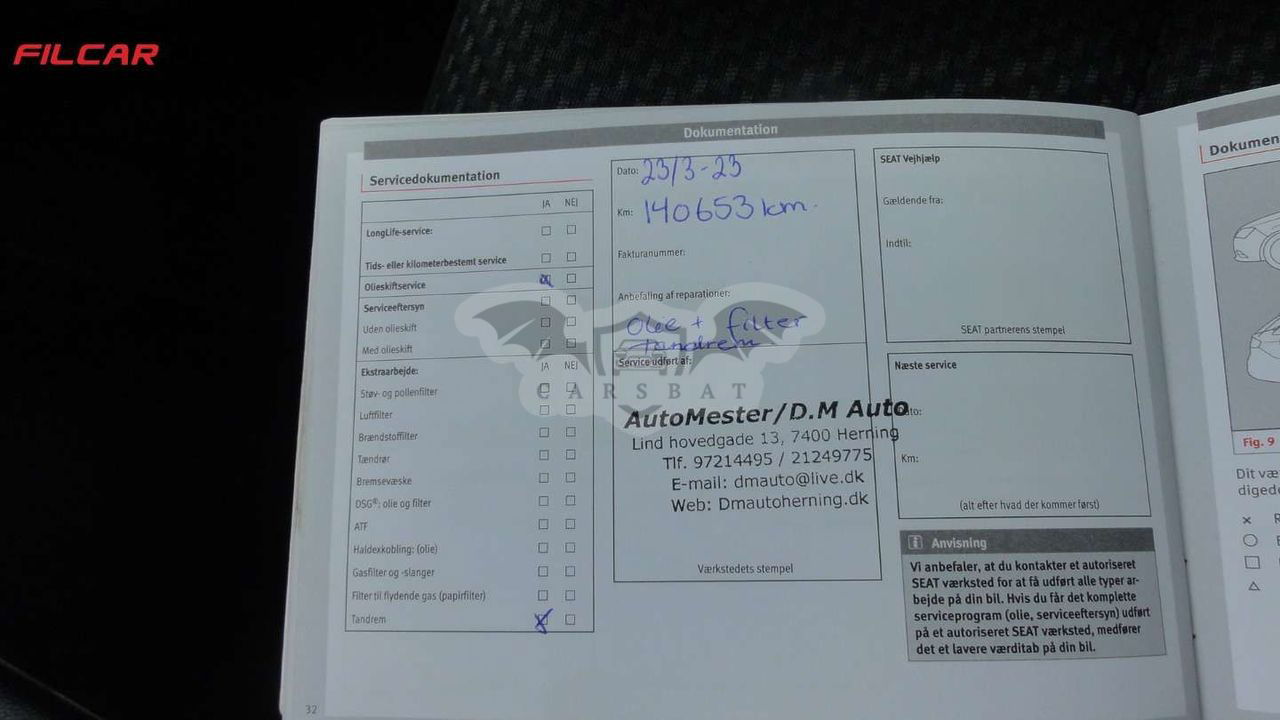 FILCAR
Dokumentation
Servicedokumentation
JA NEJ
LongLife-service:
Tids- eller kilometerbestemt service
Olieskiftservice
Serviceeftersyn
Uden olieskift
Med olieskift
Ekstraarbejde: JA NEJ
Støv- og pollenfilter
Luftfilter
Brændstoffilter
Tændrør
Bremsevæske
DSG®: olie og filter
ATF
Haldexkobling: (olie)
Gasfilter og -slanger
Filter til flydende gas (papirfilter)
Tandrem
32
Dato: 23/3-23
Km: 140653 km.
Fakturanummer:
Anbefaling af reparationer:
Olie + filter
tandrem
Service udført af:
CARSBAT
AutoMester/D.M Auto
Lind hovedgade 13, 7400 Herning
Tlf. 97214495 / 21249775
E-mail: dmauto@live.dk
Web: Dmautoherning.dk
Værkstedets stempel
SEAT Vejhjælp
Gældende fra:
Indtil:
SEAT partnerens stempel
Næste service
Dato:
Km:
(alt efter hvad der kommer først)
Anvisning
Vi anbefaler, at du kontakter et autoriseret
SEAT værksted for at få udført alle typer ar-
bejde på din bil. Hvis du får det komplette
serviceprogram (olie, serviceeftersyn) udført
på et autoriseret SEAT værksted, medfører
det et lavere værditab på din bil.
Dokumen
Fig. 9
Dit væ
digede